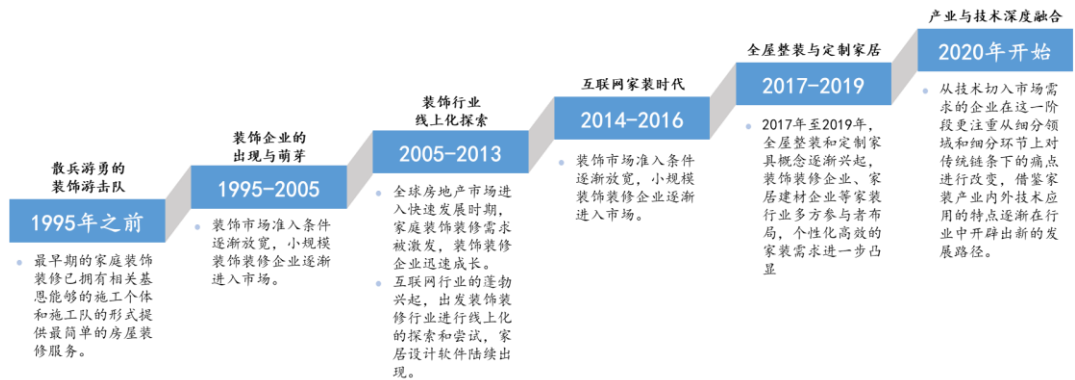 散兵游勇的
装饰游击队
1995年之前
最早期的家庭装饰
装修已拥有相关基
恩能够的施工个体
和施工队的形式提
供最简单的房屋装
修服务。
装饰企业的
出现与萌芽
1995-2005
装饰市场准入条件
逐渐放宽，小规模
装饰装修企业逐渐
进入市场。
装饰行业
线上化探索
2005-2013
全球房地产市场进
入快速发展时期，
家庭装饰装修需求
被激发，装饰装修
企业迅速成长。
互联网行业的蓬勃
兴起，出发装饰装
修行业进行线上化
的探索和尝试，家
居设计软件陆续出
现。
互联网家装时代
2014-2016
装饰市场准入条件
逐渐放宽，小规模
装饰装修企业逐渐
进入市场。
全屋整装与定制家居
2017-2019
2017年至2019年，
全屋整装和定制家
具概念逐渐兴起，
装饰装修企业、家
居建材企业等家装
行业多方参与者布
局，个性化高效的
家装需求进一步凸
显
产业与技术深度融合
2020年开始
从技术切入市场需
求的企业在这一阶
段更注重从细分领
域和细分环节上对
传统链条下的痛点
进行改变，借鉴家
装产业内外技术应
用的特点逐渐在行
业中开辟出新的发
展路径。